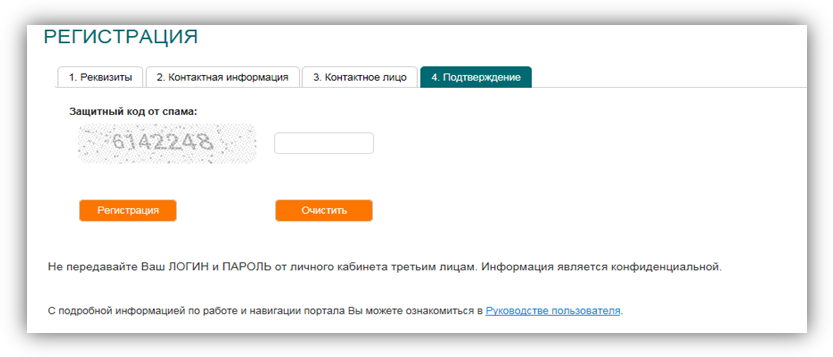 РЕГИСТРАЦИЯ
1. Реквизиты 2. Контактная информация 3. Контактное лицо 4. Подтверждение
Защитный код от спама:
6142248
Регистрация Очистить
Не передавайте Ваш ЛОГИН и ПАРОЛЬ от личного кабинета третьим лицам. Информация является конфиденциальной.
С подробной информацией по работе и навигации портала Вы можете ознакомиться в Руководстве пользователя.